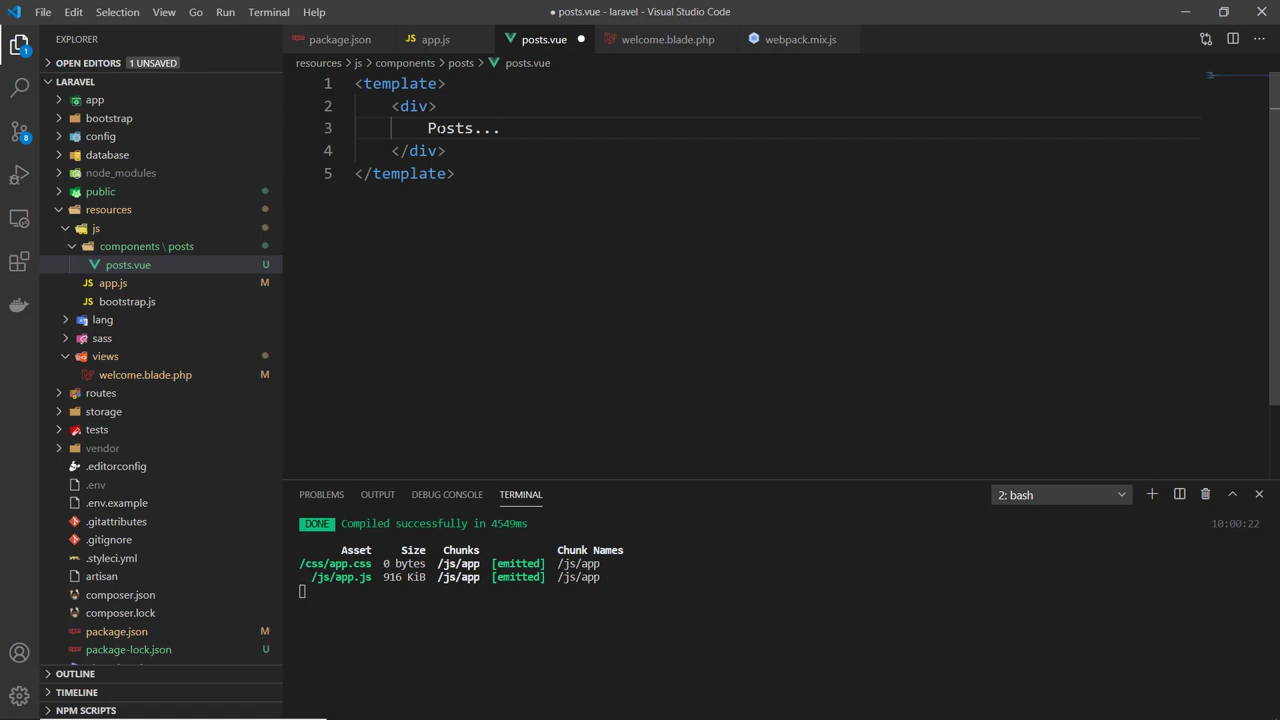 File Edit Selection View Go Run Terminal Help
● posts.vue - laravel - Visual Studio Code
EXPLORER
package.json
JS app.js
posts.vue
welcome.blade.php
webpack.mix.js
1
OPEN EDITORS 1 UNSAVED
resources > js > components > posts > posts.vue
LARAVEL
app
bootstrap
8
config
database
node_modules
public
resources
js
components \ posts
posts.vue U
JS app.js M
bootstrap.js
JS
lang
sass
views
welcome.blade.php M
routes
storage
tests
vendor
.editorconfig
.env
.env.example
.gitattributes
.gitignore
.styleci.yml
artisan
composer.json
composer.lock
package.json M
package-lock.json U
OUTLINE
TIMELINE
NPM SCRIPTS
1 <template>
2 <div>
3 Posts...
4 </div>
5 </template>
PROBLEMS OUTPUT DEBUG CONSOLE TERMINAL
2: bash
DONE Compiled successfully in 4549ms 10:00:22
Asset Size Chunks Chunk Names
/css/app.css 0 bytes /js/app [emitted] /js/app
/js/app.js 916 KiB /js/app [emitted] /js/app